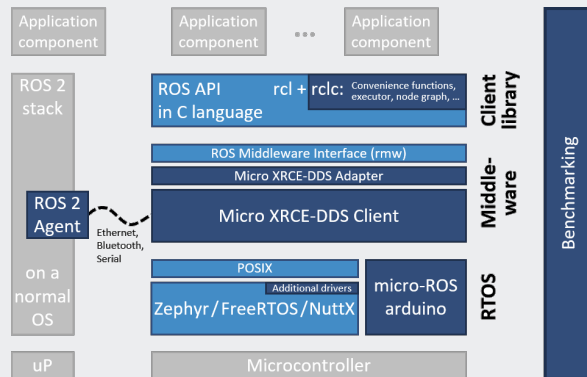 Application
component
Application
component
...
Application
component
ROS 2
stack
ROS API
in C language
rcl + rclc:
Convenience functions,
executor, node graph, ...
Client
library
ROS Middleware Interface (rmw)
Micro XRCE-DDS Adapter
Micro XRCE-DDS Client
Middle-
ware
ROS 2
Agent
Ethernet,
Bluetooth,
Serial
on a
normal
OS
POSIX
Additional drivers
Zephyr/FreeRTOS/NuttX
micro-ROS
arduino
RTOS
uP
Microcontroller
Benchmarking